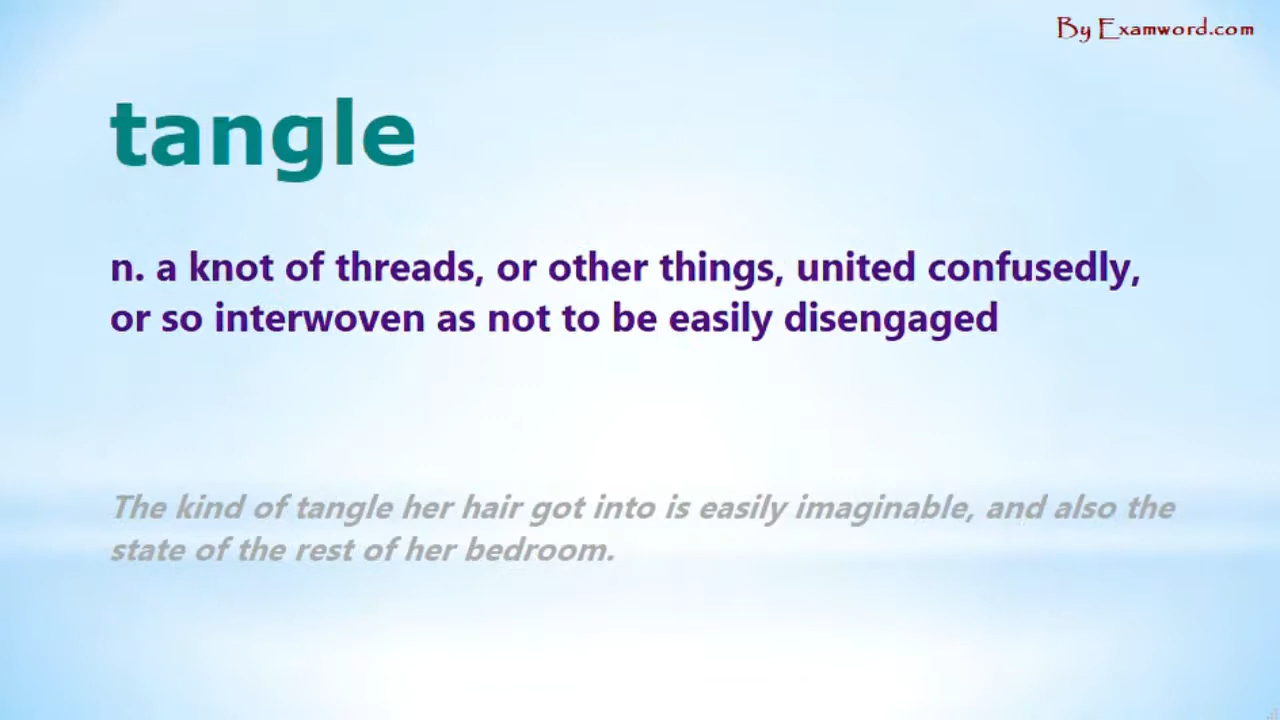 By Examword.com
tangle
n. a knot of threads, or other things, united confusedly,
or so interwoven as not to be easily disengaged
The kind of tangle her hair got into is easily imaginable, and also the
state of the rest of her bedroom.